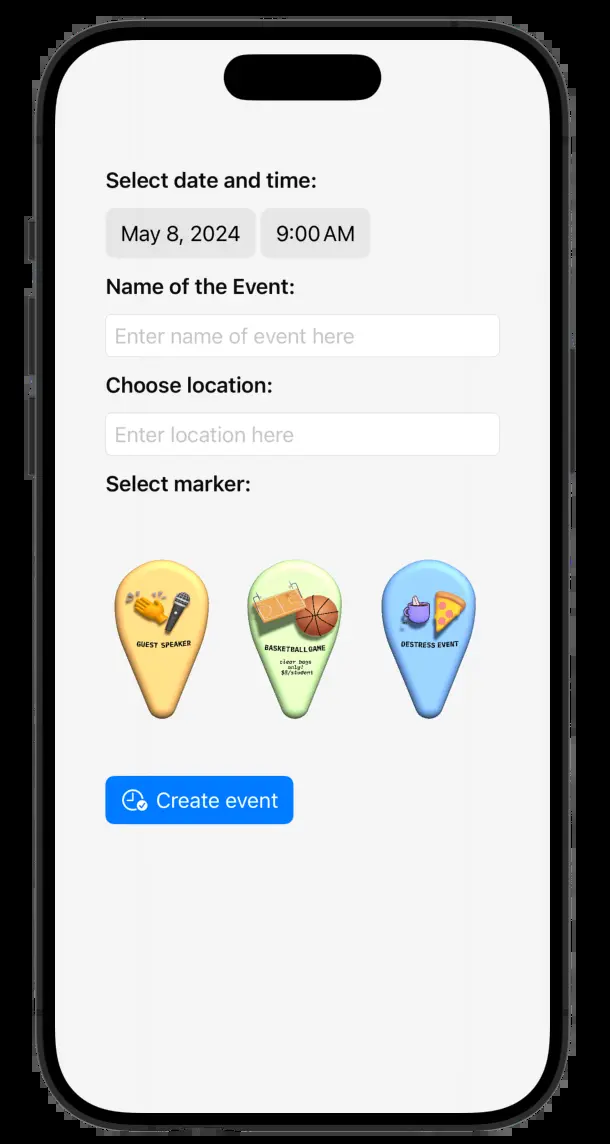 Select date and time:
May 8, 2024 9:00 AM
Name of the Event:
Enter name of event here
Choose location:
Enter location here
Select marker:
GUEST SPEAKER
BASKETBALL GAME
clear bags
only!
$5/student
DESTRESS EVENT
Create event